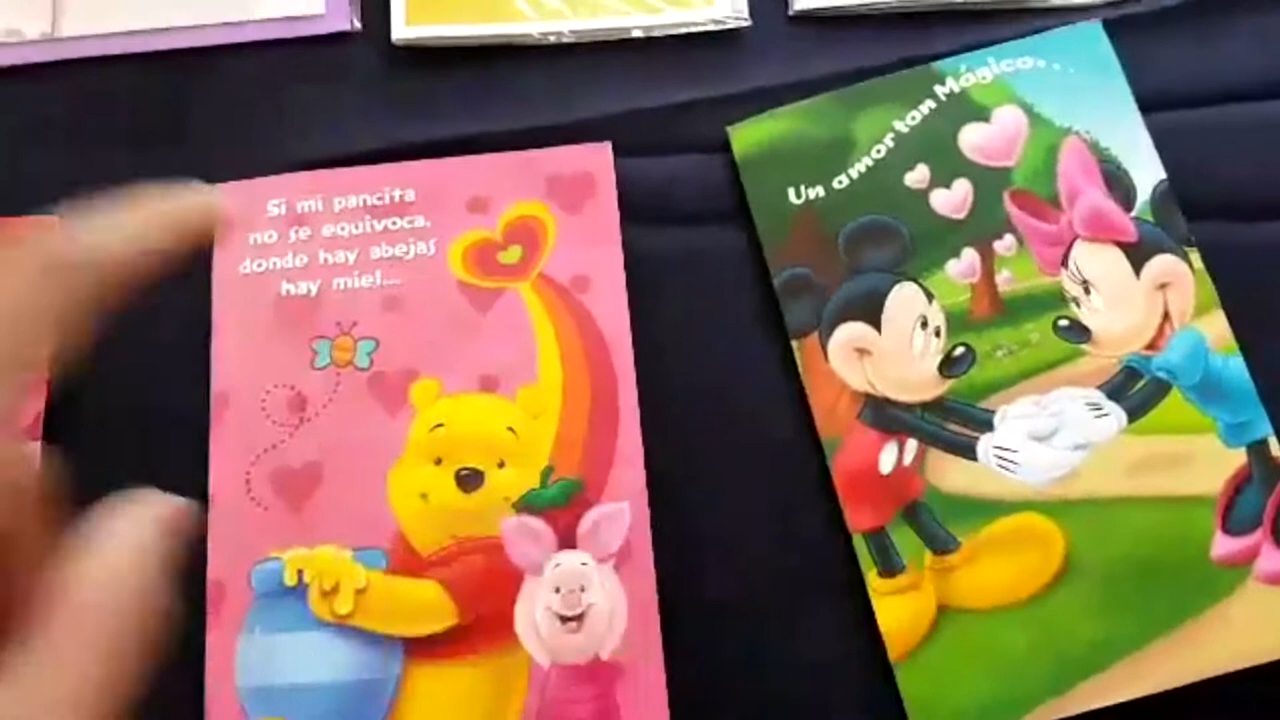 Si mi pancita
no se equivoca,
donde hay abejas
hay miel...
Un amor tan Mágico...